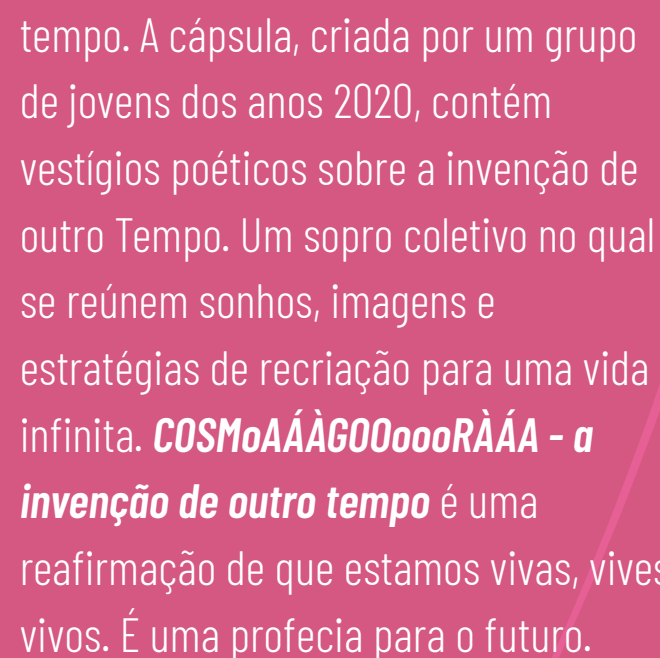 tempo. A cápsula, criada por um grupo
de jovens dos anos 2020, contém
vestígios poéticos sobre a invenção de
outro Tempo. Um sopro coletivo no qual
se reúnem sonhos, imagens e
estratégias de recriação para uma vida
infinita. COSMoAÁÀGOOoooRÀÁA - a
invenção de outro tempo é uma
reafirmação de que estamos vivas, vives
vivos. É uma profecia para o futuro.